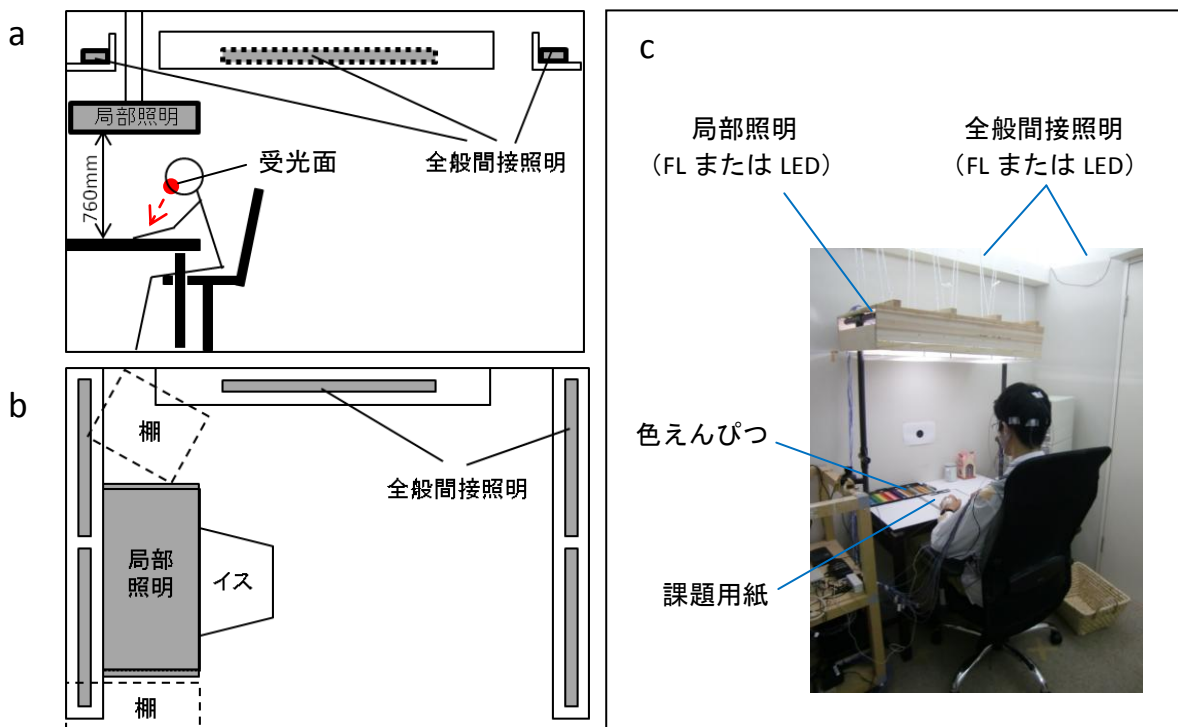 a
局部照明
760mm
受光面
全般間接照明
b
棚
全般間接照明
局部
照明
イス
棚
c
局部照明
（FL または LED）
全般間接照明
（FL または LED）
色えんぴつ
課題用紙